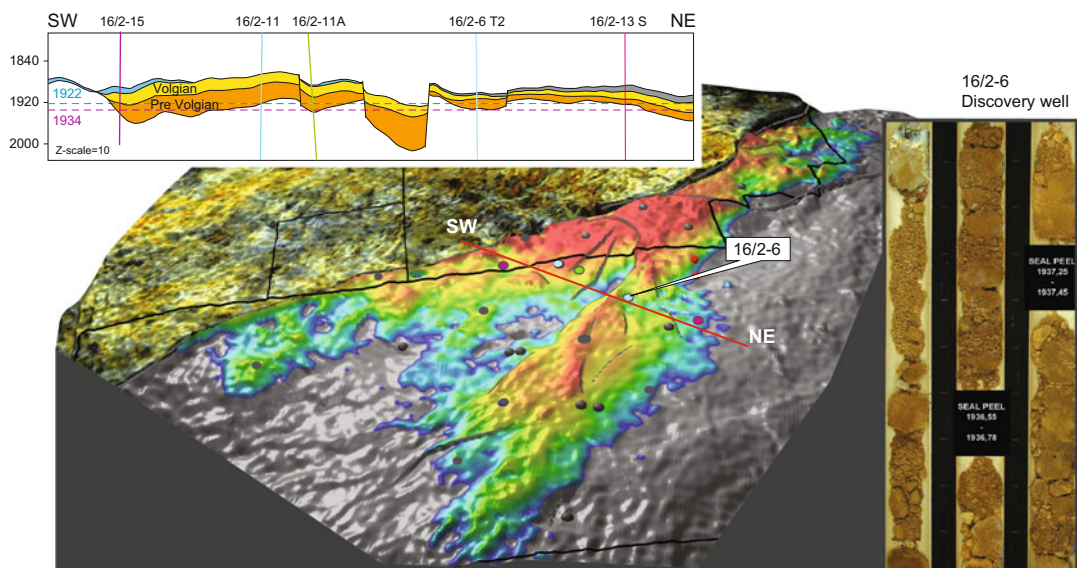 SW
16/2-15
16/2-11
16/2-11A
16/2-6 T2
16/2-13 S
NE
1840
1920
2000
1922
1934
Volgian
Pre Volgian
Z-scale=10
SW
16/2-6
NE
16/2-6
Discovery well
SEAL PEEL
1937,25
-
1937,45
SEAL PEEL
1936,55
-
1936,78